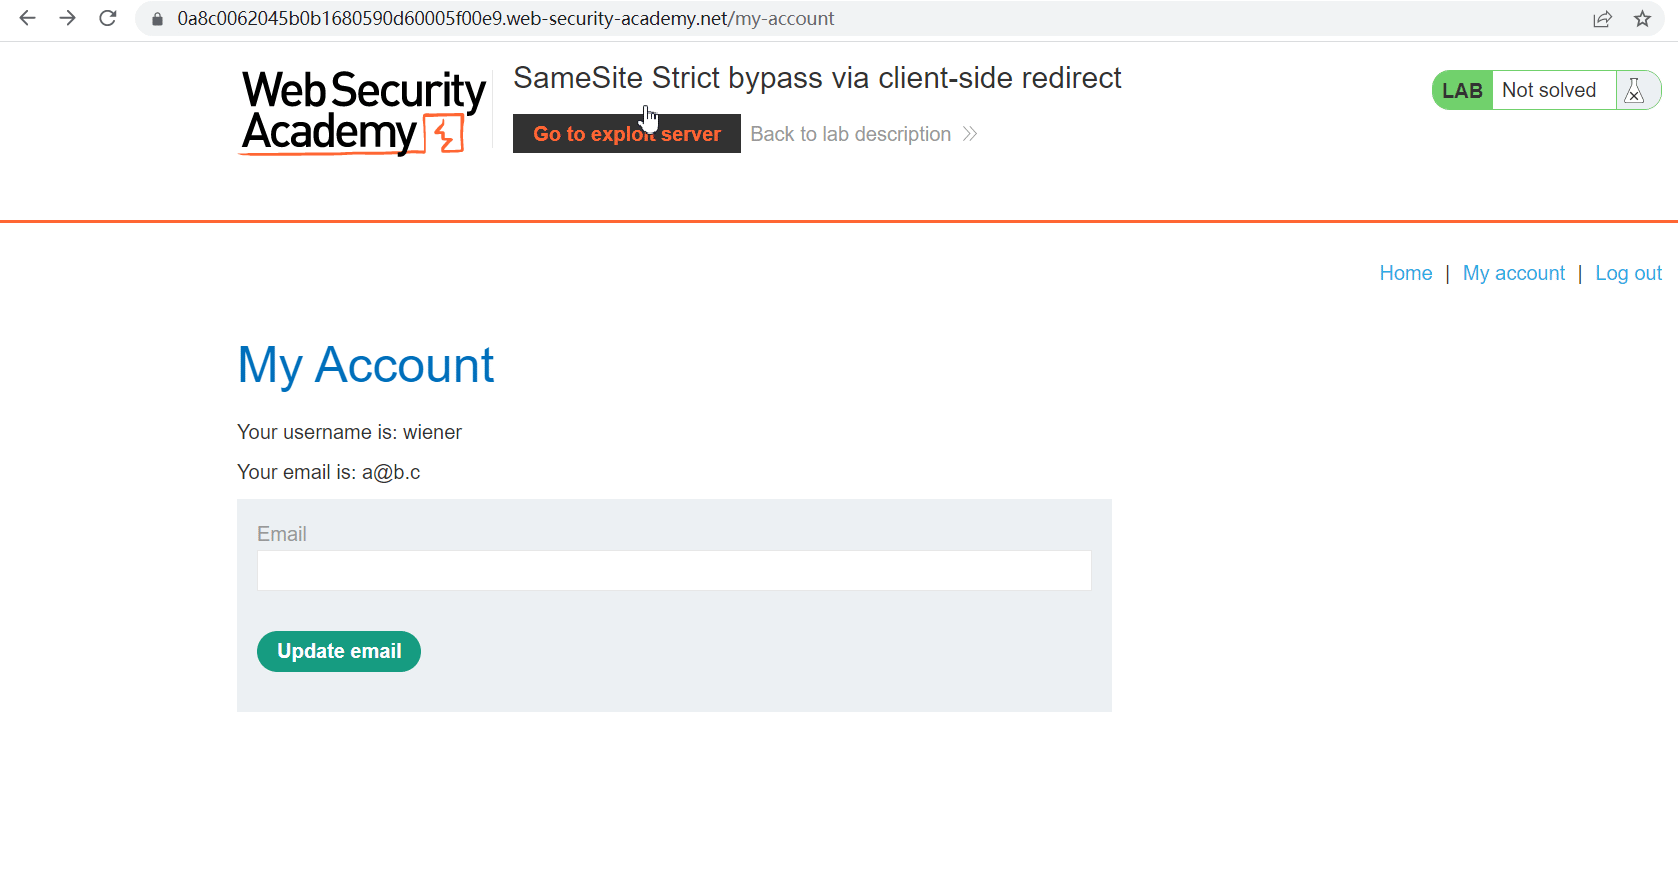 0a8c0062045b0b1680590d60005f00e9.web-security-academy.net/my-account
Web Security
Academy
SameSite Strict bypass via client-side redirect
Go to exploit server
Back to lab description
LAB Not solved
Home | My account | Log out
My Account
Your username is: wiener
Your email is: a@b.c
Email
Update email